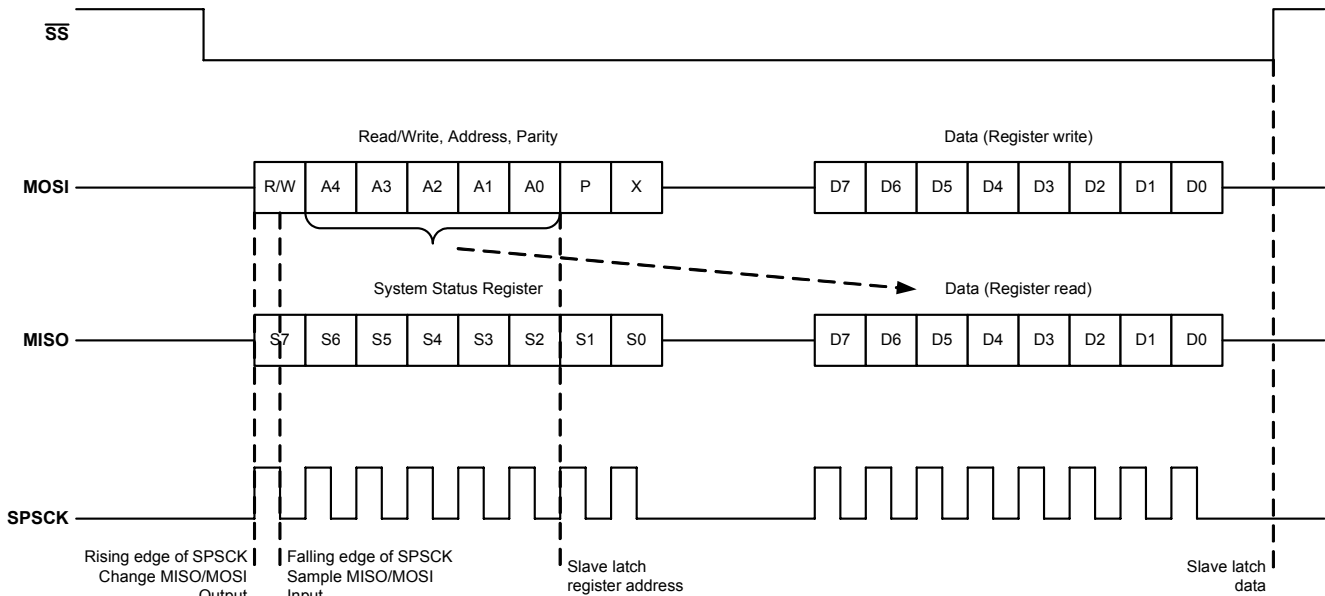 SS
Read/Write, Address, Parity
Data (Register write)
MOSI
R/W A4 A3 A2 A1 A0 P X
D7 D6 D5 D4 D3 D2 D1 D0
System Status Register
Data (Register read)
MISO
S7 S6 S5 S4 S3 S2 S1 S0
D7 D6 D5 D4 D3 D2 D1 D0
SPSCK
Rising edge of SPSCK
Change MISO/MOSI
Output
Falling edge of SPSCK
Sample MISO/MOSI
Input
Slave latch
register address
Slave latch
data